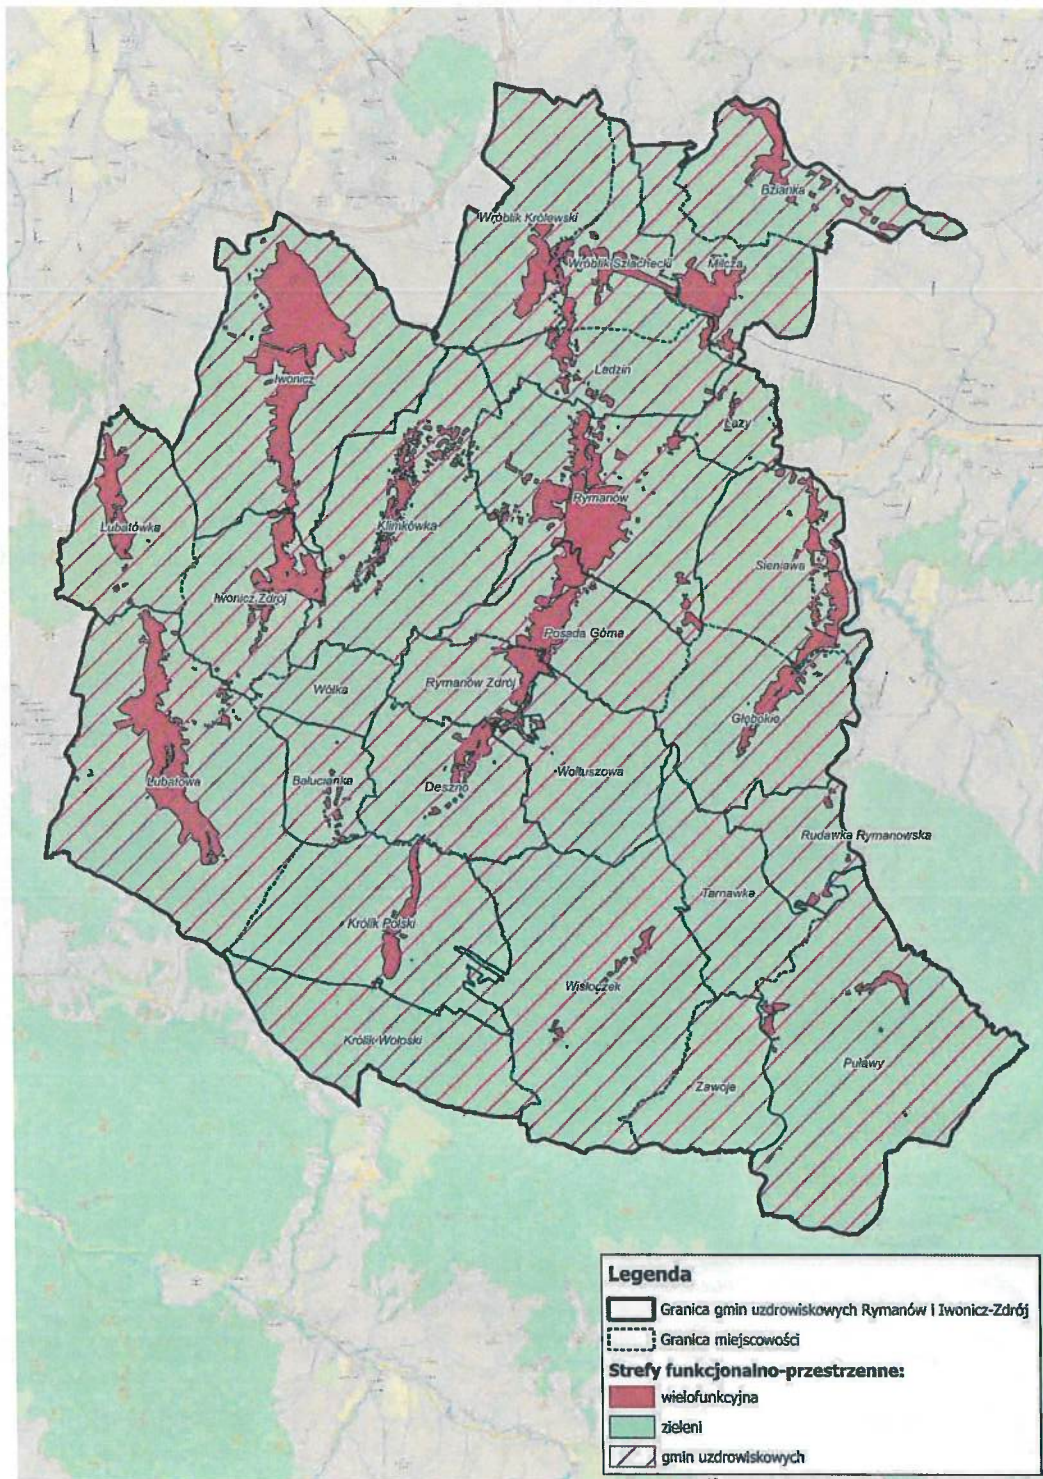 Bzianka
Wróblik Królewski
Wróblik Szlachecki
Milcza
Ladzin
Iwonicz
Łazy
Rymanów
Lubatówka
Klimkówka
Sieniawa
Iwonicz Zdrój
Posada Górna
Rymanów Zdrój
Wólka
Głębokie
Wołtuszowa
Lubatowa
Bałucianka
Deszno
Rudawka Rymanowska
Tarnawka
Królik Polski
Wisłoczek
Królik Wołoski
Puławy
Zawoje
Legenda
Granica gmin uzdrowiskowych Rymanów i Iwonicz-Zdrój
Granica miejscowości
Strefy funkcjonalno-przestrzenne:
wielofunkcyjna
zieleni
gmin uzdrowiskowych